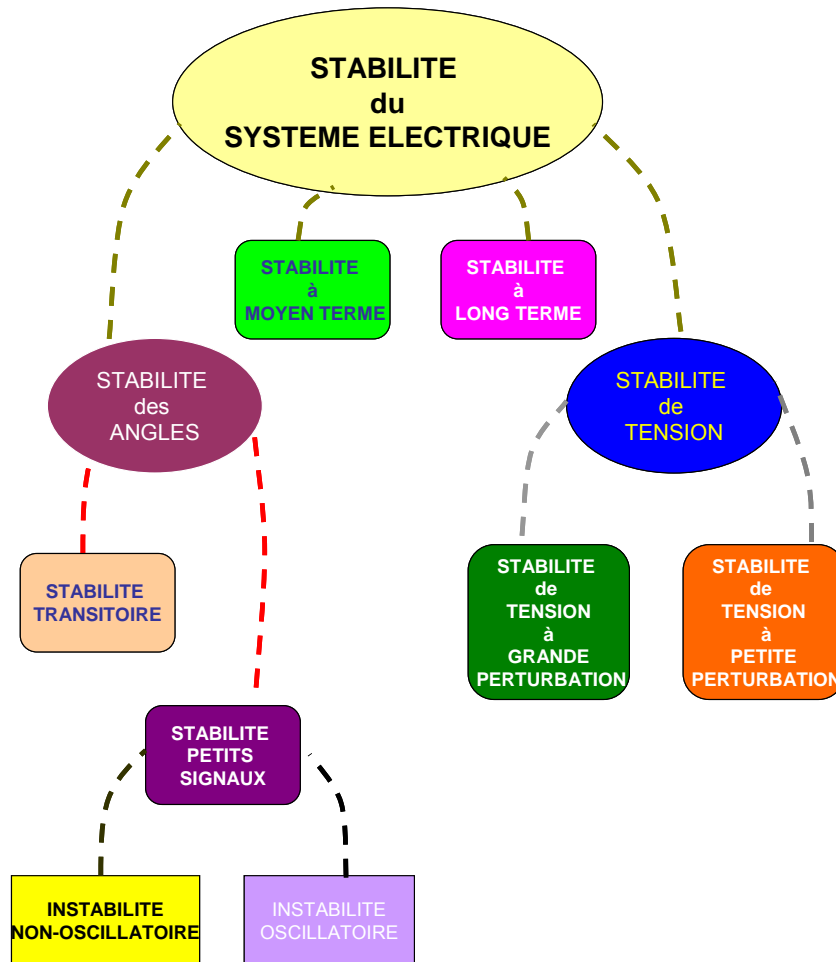 STABILITE
du
SYSTEME ELECTRIQUE
STABILITE
à
MOYEN TERME
STABILITE
à
LONG TERME
STABILITE
des
ANGLES
STABILITE
de
TENSION
STABILITE
TRANSITOIRE
STABILITE
de
TENSION
à
GRANDE
PERTURBATION
STABILITE
de
TENSION
à
PETITE
PERTURBATION
STABILITE
PETITS
SIGNAUX
INSTABILITE
NON-OSCILLATOIRE
INSTABILITE
OSCILLATOIRE